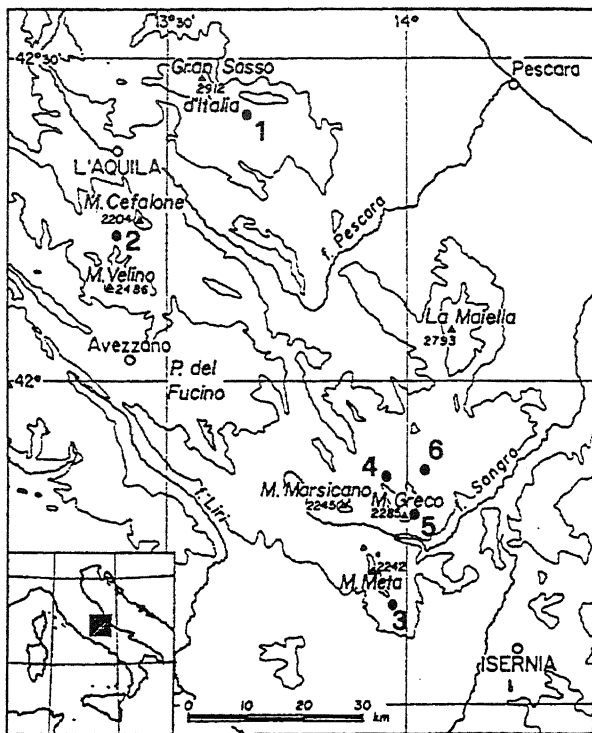 13°30'
14°
42°30'
Gran Sasso
2912
d'Italia
Pescara
1
L'AQUILA
M. Cefalone
2204
2
f. Pescara
M. Velino
2486
La Maiella
2793
Avezzano
42°
P. del
Fucino
4
6
M. Marsicano
2245
M. Greco
2285
f. Sangro
5
f. Liri
2242
M. Meta
3
ISERNIA
0 10 20 30
km